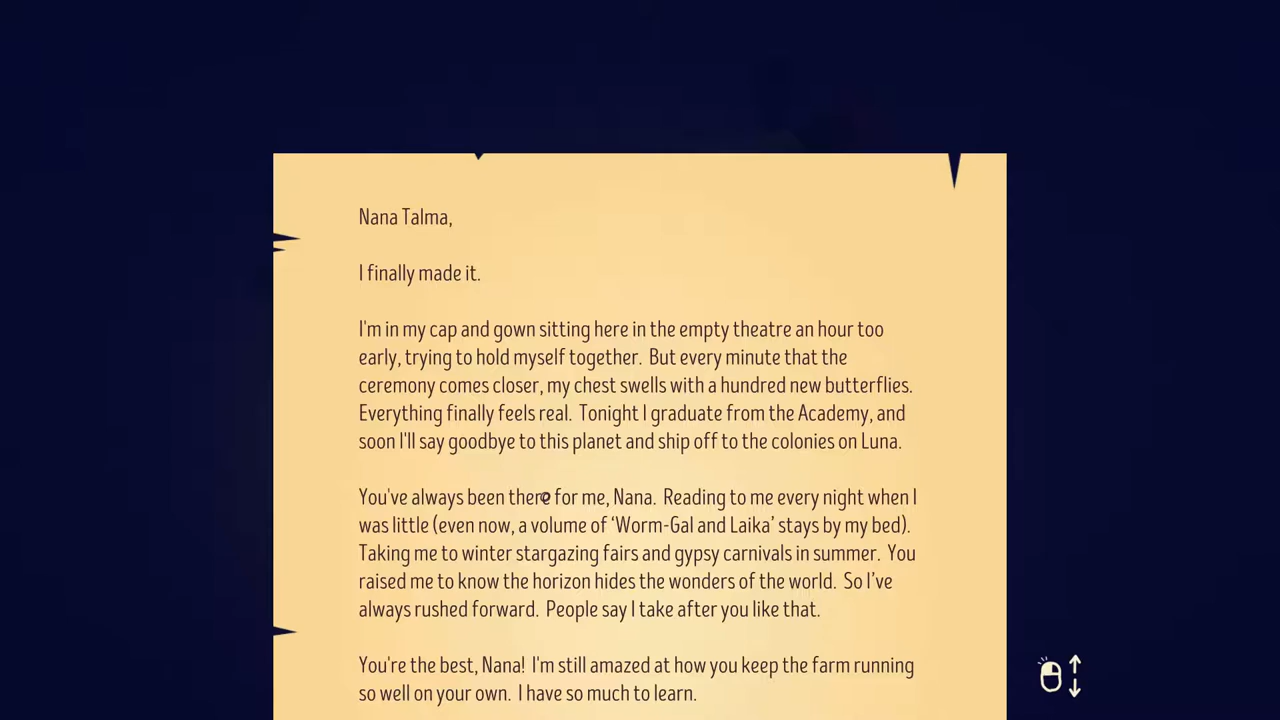 Nana Talma,
I finally made it.
I'm in my cap and gown sitting here in the empty theatre an hour too
early, trying to hold myself together. But every minute that the
ceremony comes closer, my chest swells with a hundred new butterflies.
Everything finally feels real. Tonight I graduate from the Academy, and
soon I'll say goodbye to this planet and ship off to the colonies on Luna.
You've always been there for me, Nana. Reading to me every night when I
was little (even now, a volume of ‘Worm-Gal and Laika’ stays by my bed).
Taking me to winter stargazing fairs and gypsy carnivals in summer. You
raised me to know the horizon hides the wonders of the world. So I’ve
always rushed forward. People say I take after you like that.
You're the best, Nana! I'm still amazed at how you keep the farm running
so well on your own. I have so much to learn.